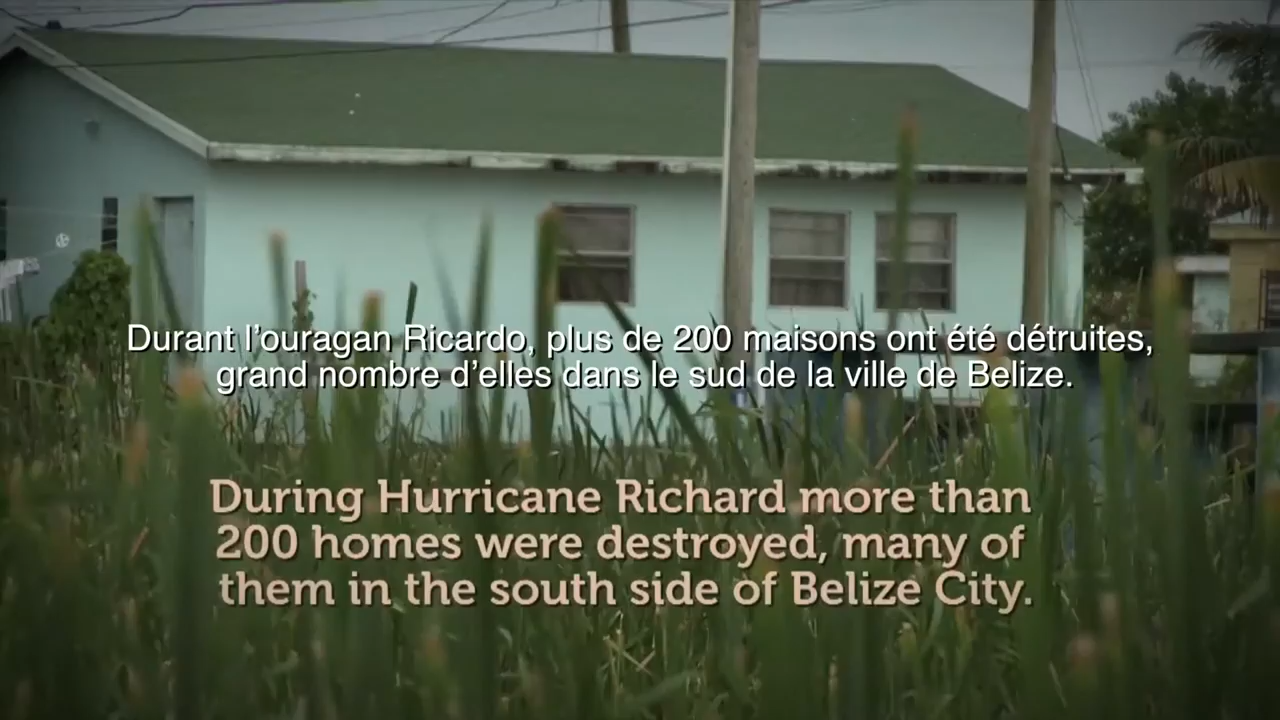 Durant l'ouragan Ricardo, plus de 200 maisons ont été détruites,
grand nombre d'elles dans le sud de la ville de Belize.
During Hurricane Richard more than
200 homes were destroyed, many of
them in the south side of Belize City.